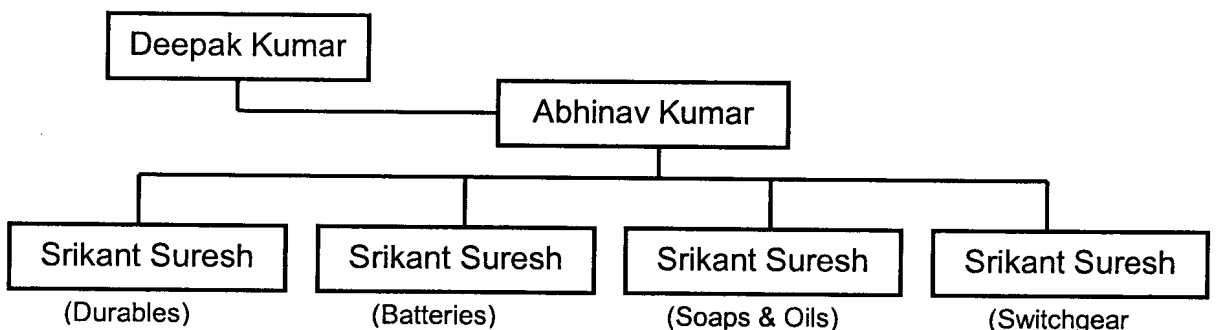 Deepak Kumar
Abhinav Kumar
Srikant Suresh
Srikant Suresh
Srikant Suresh
Srikant Suresh
(Durables)
(Batteries)
(Soaps & Oils)
(Switchgear